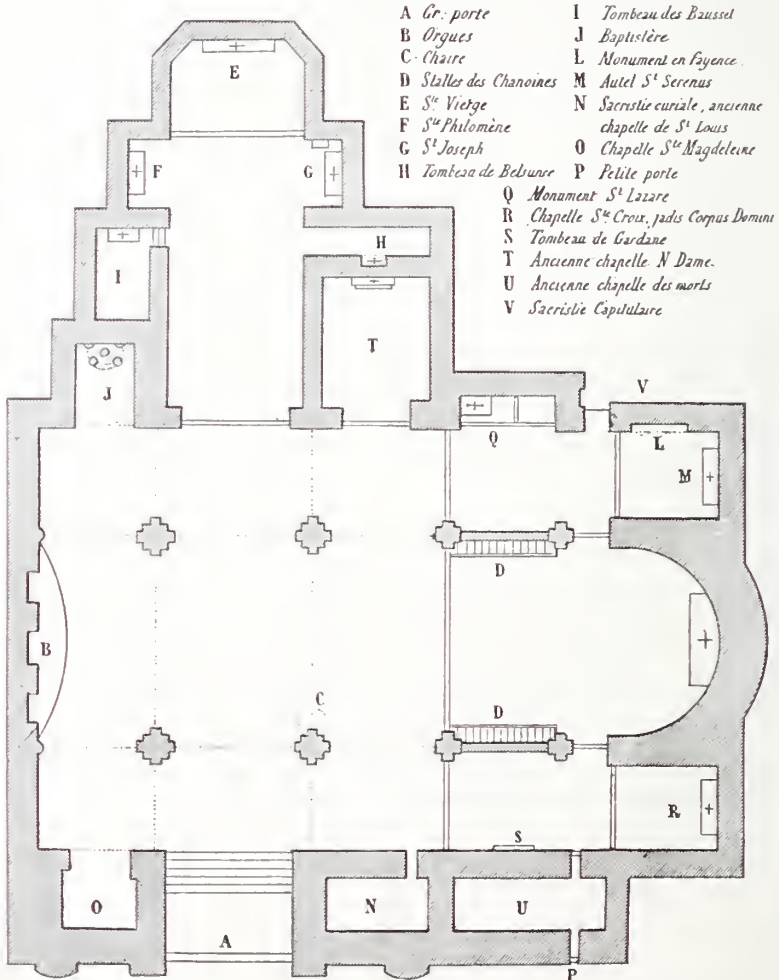 A Gr: porte
B Orgues
C Chaire
D Stalles des Chanoines
E Ste Vierge
F Ste Philomène
G St Joseph
H Tombeau de Belsunse
I Tombeau des Bausset
J Baptistère
L Monument en fayence.
M Autel St Serenus
N Sacristie curiale, ancienne
chapelle de St Louis
O Chapelle Ste Magdeleine
P Petite porte
Q Monument St Lazare
R Chapelle Ste Croix, jadis Corpus Domini
S Tombeau de Gardane
T Ancienne chapelle N Dame.
U Ancienne chapelle des morts
V Sacristie Capitulaire
E
F
G
H
I
T
J
V
Q
L
M
D
B
C
D
R
S
O
A
N
U
P